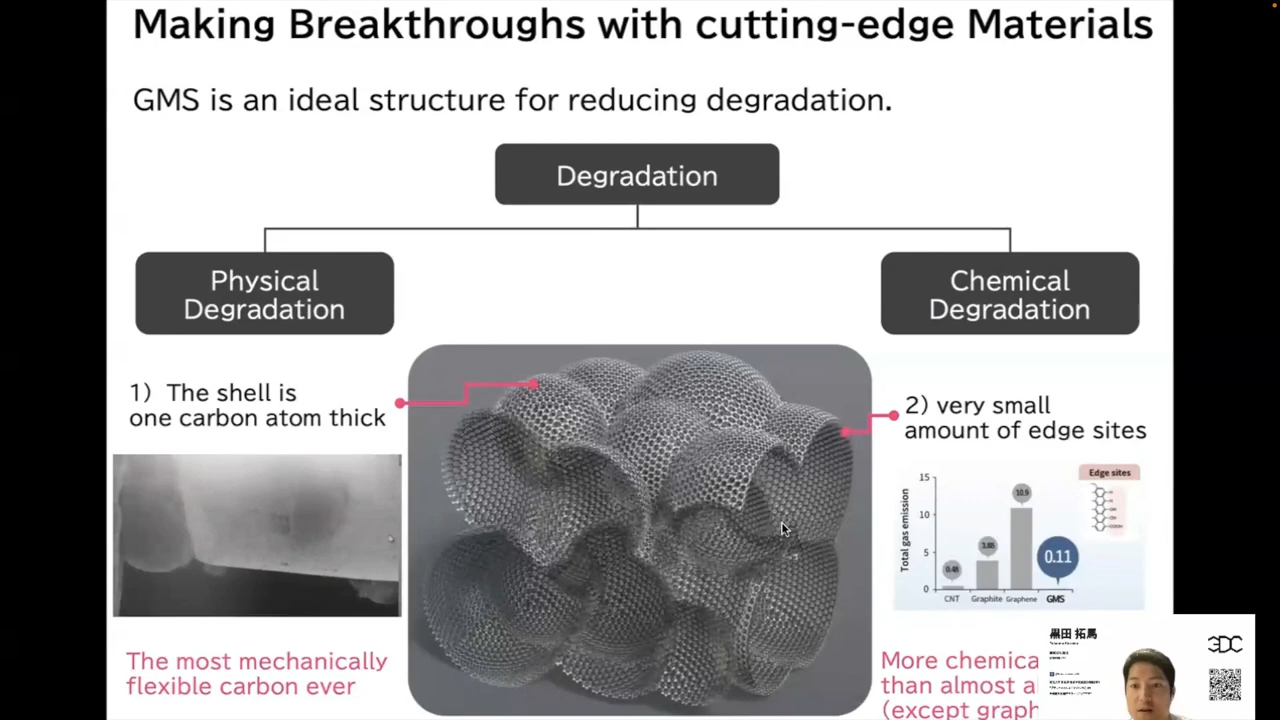 Making Breakthroughs with cutting-edge Materials
GMS is an ideal structure for reducing degradation.
Degradation
Physical
Degradation
Chemical
Degradation
1) The shell is
one carbon atom thick
2) very small
amount of edge sites
Total gas emission
15
10
5
0
0.48
3.88
10.9
0.11
CNT
Graphite
Graphene
GMS
Edge sites
The most mechanically
flexible carbon ever
More chemica
than almost a
(except graph
黒田 拓馬
3DC